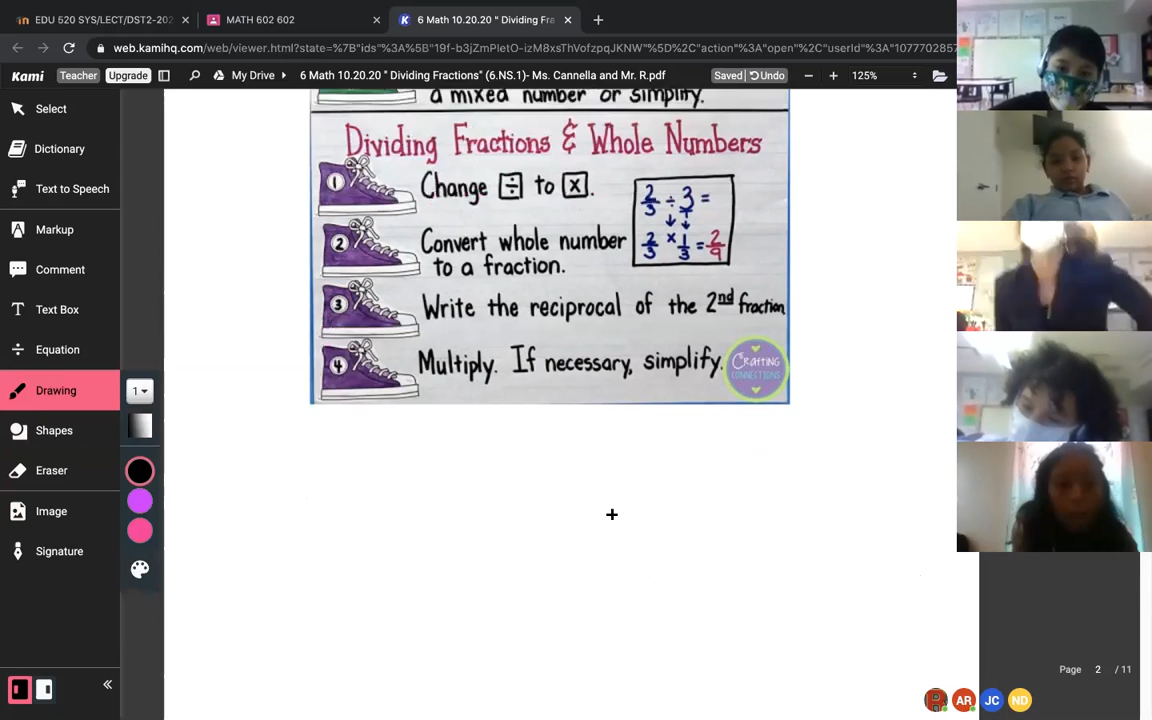 EDU 520 SYS/LECT/DST2-202
MATH 602 602
6 Math 10.20.20 " Dividing Fra
web.kamihq.com/web/viewer.html?state=%7B"ids"%3A%5B"19f-b3jZmPletO-izM8xsThVofzpqJKNW"%5D%2C"action"%3A"open"%2C"userId"%3A"1077702857
Kami
Teacher
Upgrade
My Drive
6 Math 10.20.20 " Dividing Fractions" (6.NS.1)- Ms. Cannella and Mr. R.pdf
Saved
Undo
125%
Select
Dictionary
Text to Speech
Markup
Comment
Text Box
Equation
Drawing
Shapes
Eraser
Image
Signature
1
a mixed number or simplify.
Dividing Fractions & Whole Numbers
1 Change ÷ to x.
2 Convert whole number
to a fraction.
2/3 ÷ 3/1 =
2/3 x 1/3 = 2/9
3 Write the reciprocal of the 2nd fraction
4 Multiply. If necessary, simplify.
Crafting
CONNECTIONS
Page 2 / 11
AR
JC
ND